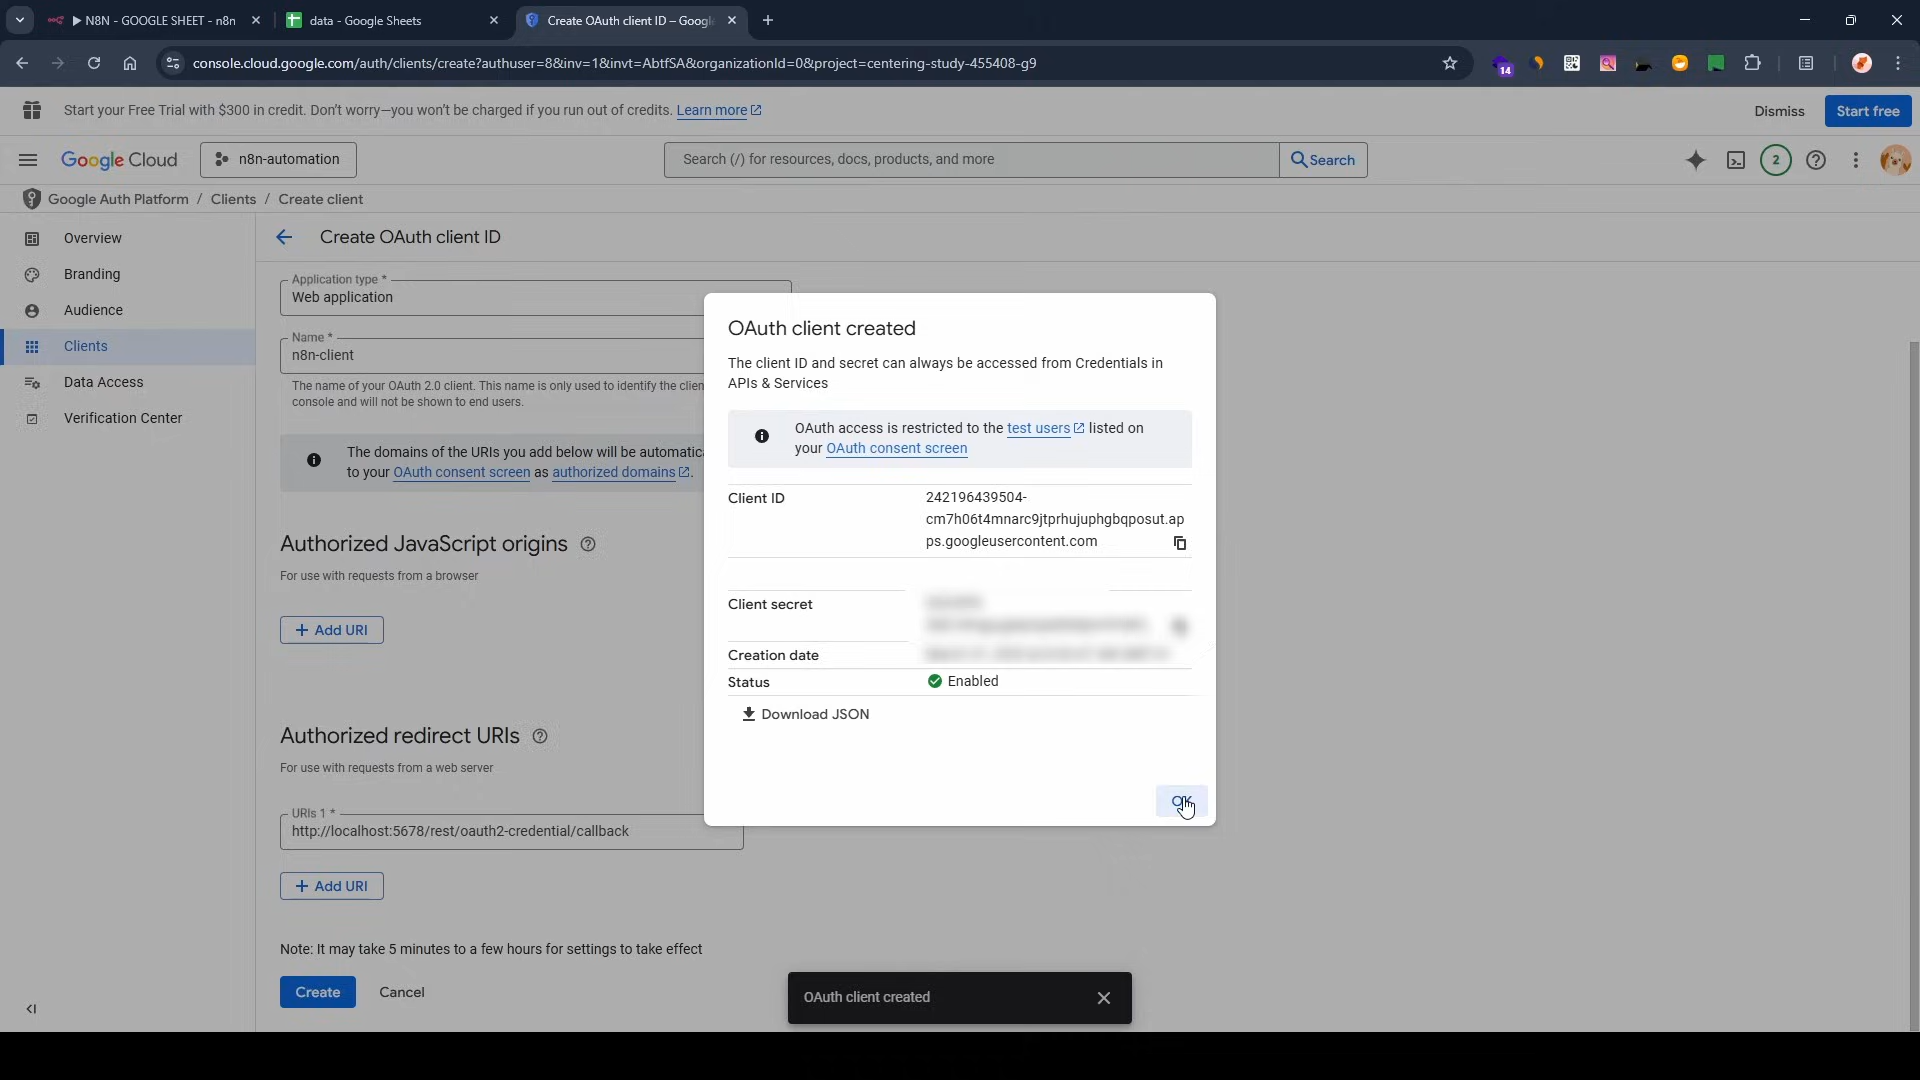 N8N - GOOGLE SHEET - n8n
data - Google Sheets
Create OAuth client ID – Google
console.cloud.google.com/auth/clients/create?authuser=8&inv=1&invt=AbtfSA&organizationId=0&project=centering-study-455408-g9
14
Start your Free Trial with $300 in credit. Don't worry—you won't be charged if you run out of credits. Learn more
Dismiss
Start free
Google Cloud
n8n-automation
Search (/) for resources, docs, products, and more
Search
2
Google Auth Platform / Clients / Create client
Overview
Branding
Audience
Clients
Data Access
Verification Center
Create OAuth client ID
Application type *
Web application
Name *
n8n-client
The name of your OAuth 2.0 client. This name is only used to identify the
console and will not be shown to end users.
The domains of the URIs you add below will be
to your OAuth consent screen as authorized domains.
Authorized JavaScript origins
For use with requests from a browser
+ Add URI
Authorized redirect URIs
For use with requests from a web server
URIs 1 *
http://localhost:5678/rest/oauth2-credential/callback
+ Add URI
Note: It may take 5 minutes to a few hours for settings to take effect
Create
Cancel
OAuth client created
The client ID and secret can always be accessed from Credentials in
APIs & Services
OAuth access is restricted to the test users listed on
your OAuth consent screen
Client ID
242196439504-
cm7h06t4mnarc9jtprhujuphgbqposut.ap
ps.googleusercontent.com
Client secret
Creation date
Status
Enabled
Download JSON
OK
OAuth client created